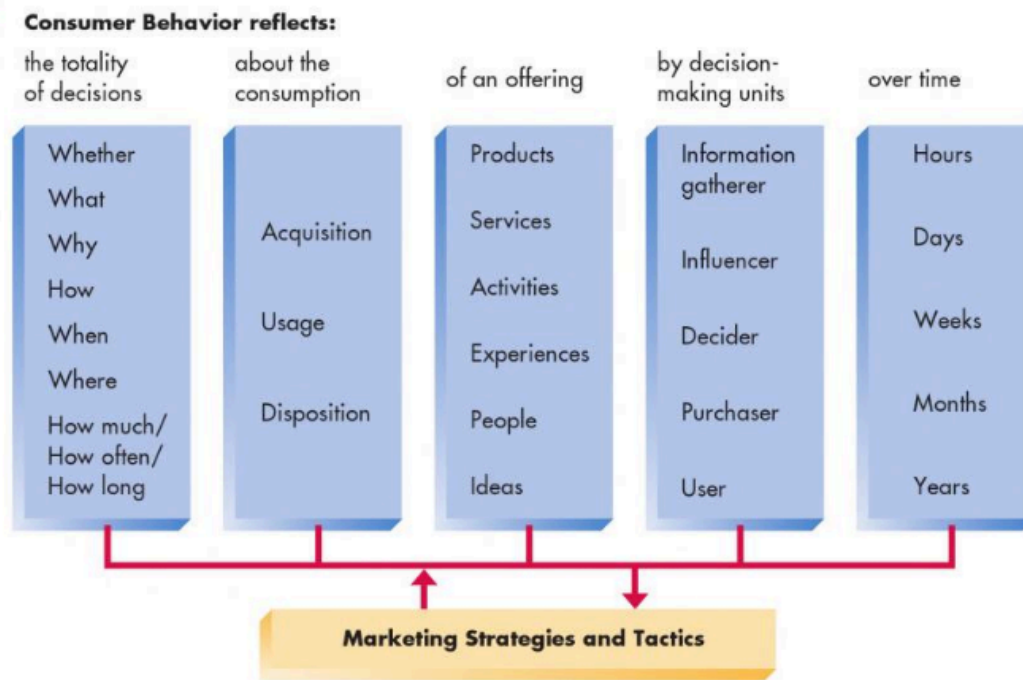 Consumer Behavior reflects:
the totality
of decisions
Whether
What
Why
How
When
Where
How much/
How often/
How long
about the
consumption
Acquisition
Usage
Disposition
of an offering
Products
Services
Activities
Experiences
People
Ideas
by decision-
making units
Information
gatherer
Influencer
Decider
Purchaser
User
over time
Hours
Days
Weeks
Months
Years
Marketing Strategies and Tactics